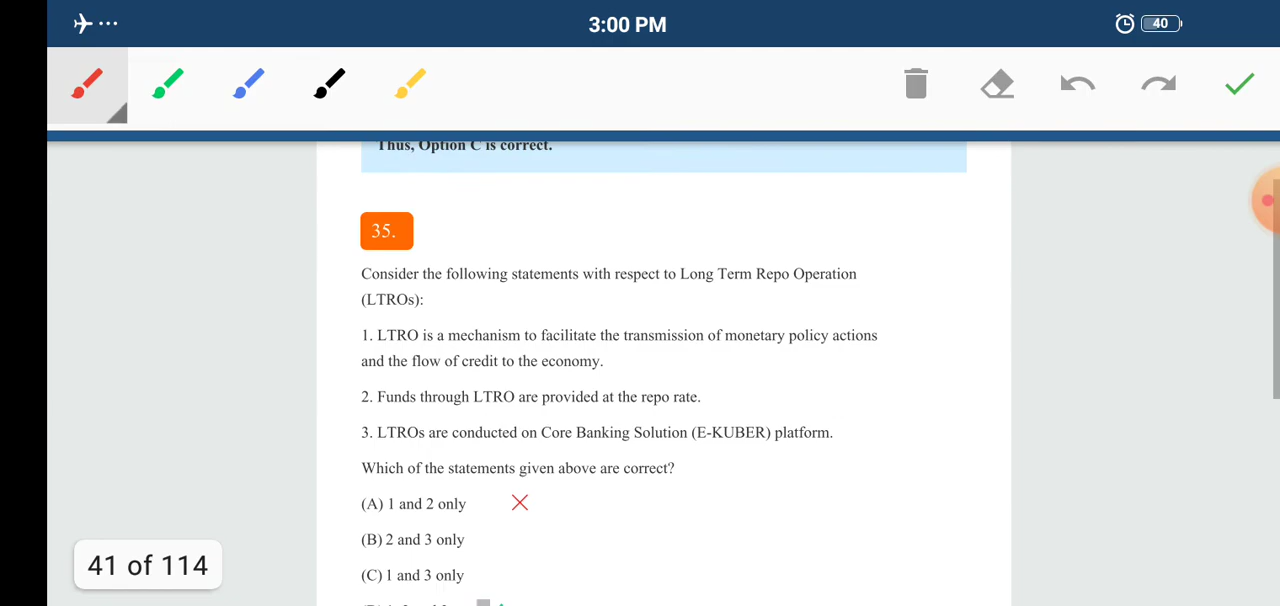 3:00 PM
40
Thus, Option C is correct.
35.
Consider the following statements with respect to Long Term Repo Operation
(LTROs):
1. LTRO is a mechanism to facilitate the transmission of monetary policy actions
and the flow of credit to the economy.
2. Funds through LTRO are provided at the repo rate.
3. LTROs are conducted on Core Banking Solution (E-KUBER) platform.
Which of the statements given above are correct?
(A) 1 and 2 only
(B) 2 and 3 only
(C) 1 and 3 only
41 of 114